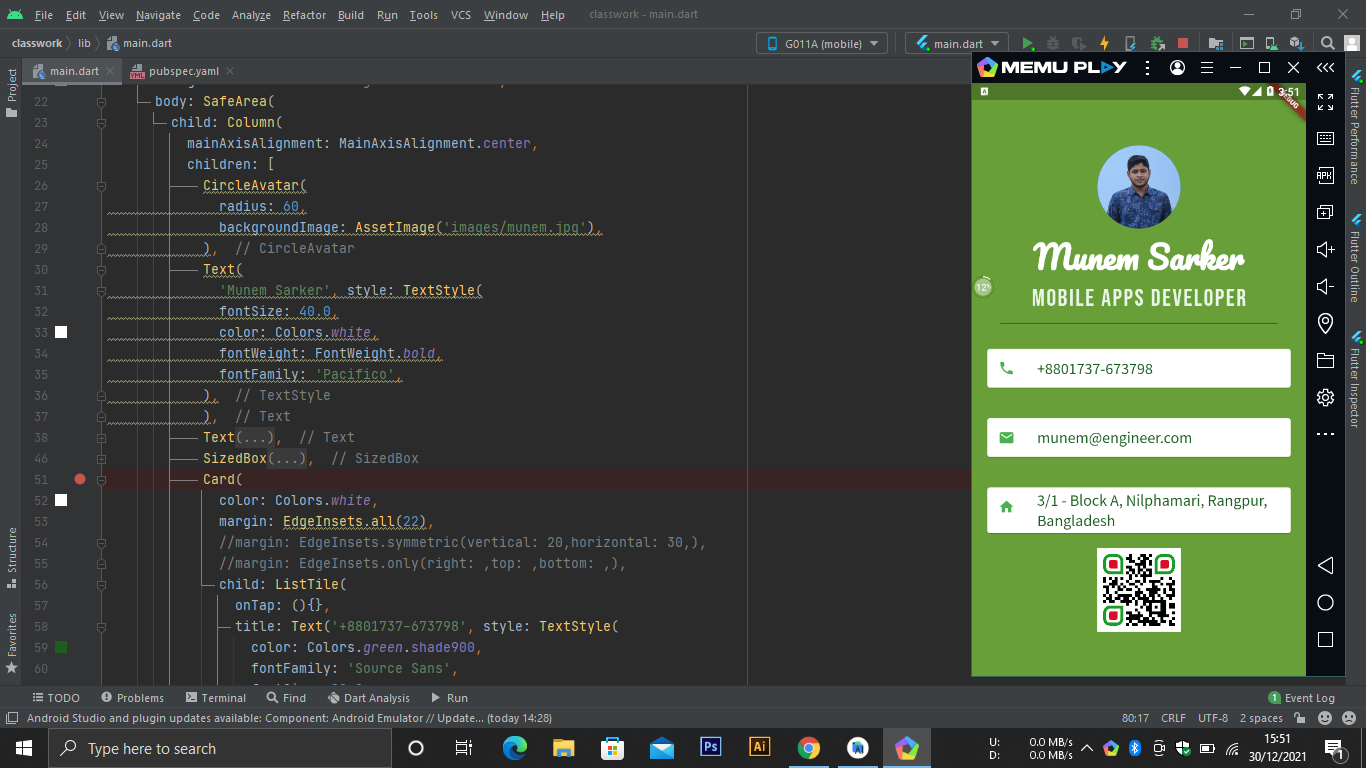 File Edit View Navigate Code Analyze Refactor Build Run Tools VCS Window Help classwork - main.dart
classwork lib main.dart G011A (mobile) main.dart
main.dart pubspec.yaml
MEMU PLAY
3:51
22 body: SafeArea(
23 child: Column(
24 mainAxisAlignment: MainAxisAlignment.center,
25 children: [
26 CircleAvatar(
27 radius: 60,
28 backgroundImage: AssetImage('images/munem.jpg'),
29 ), // CircleAvatar
30 Text(
31 'Munem Sarker', style: TextStyle(
32 fontSize: 40.0,
33 color: Colors.white,
34 fontWeight: FontWeight.bold,
35 fontFamily: 'Pacifico',
36 ), // TextStyle
37 ), // Text
38 Text(...), // Text
46 SizedBox(...), // SizedBox
51 Card(
52 color: Colors.white,
53 margin: EdgeInsets.all(22),
54 //margin: EdgeInsets.symmetric(vertical: 20,horizontal: 30,),
55 //margin: EdgeInsets.only(right: ,top: ,bottom: ,),
56 child: ListTile(
57 onTap: (){},
58 title: Text('+8801737-673798', style: TextStyle(
59 color: Colors.green.shade900,
60 fontFamily: 'Source Sans',
Munem Sarker
12%
MOBILE APPS DEVELOPER
+8801737-673798
munem@engineer.com
3/1 - Block A, Nilphamari, Rangpur,
Bangladesh
APK
Project
Structure
Favorites
Flutter Performance
Flutter Outline
Flutter Inspector
TODO Problems Terminal Find Dart Analysis Run 1 Event Log
Android Studio and plugin updates available: Component: Android Emulator // Update... (today 14:28) 80:17 CRLF UTF-8 2 spaces
Type here to search Ps Ai
U: 0.0 MB/s
D: 0.0 MB/s
15:51
30/12/2021
1